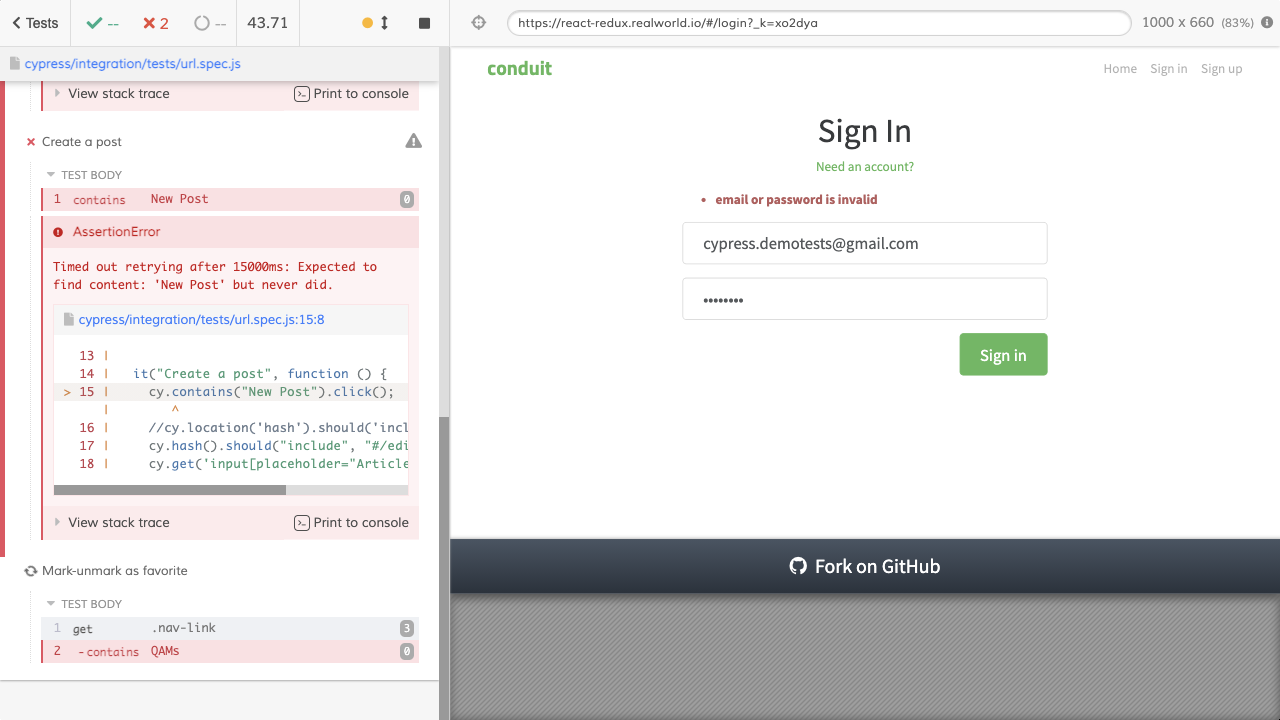 Tests
--
2
--
43.71
cypress/integration/tests/url.spec.js
View stack trace
Print to console
Create a post
TEST BODY
1 contains New Post 0
AssertionError
Timed out retrying after 15000ms: Expected to
find content: 'New Post' but never did.
cypress/integration/tests/url.spec.js:15:8
13 |
14 | it("Create a post", function () {
> 15 | cy.contains("New Post").click();
| ^
16 | //cy.location('hash').should('incl
17 | cy.hash().should("include", "#/edi
18 | cy.get('input[placeholder="Article
View stack trace
Print to console
Mark-unmark as favorite
TEST BODY
1 get .nav-link 3
2 -contains QAMs 0
https://react-redux.realworld.io/#/login?_k=xo2dya
1000 x 660 (83%)
conduit
Home Sign in Sign up
Sign In
Need an account?
• email or password is invalid
cypress.demotests@gmail.com
••••••••
Sign in
Fork on GitHub